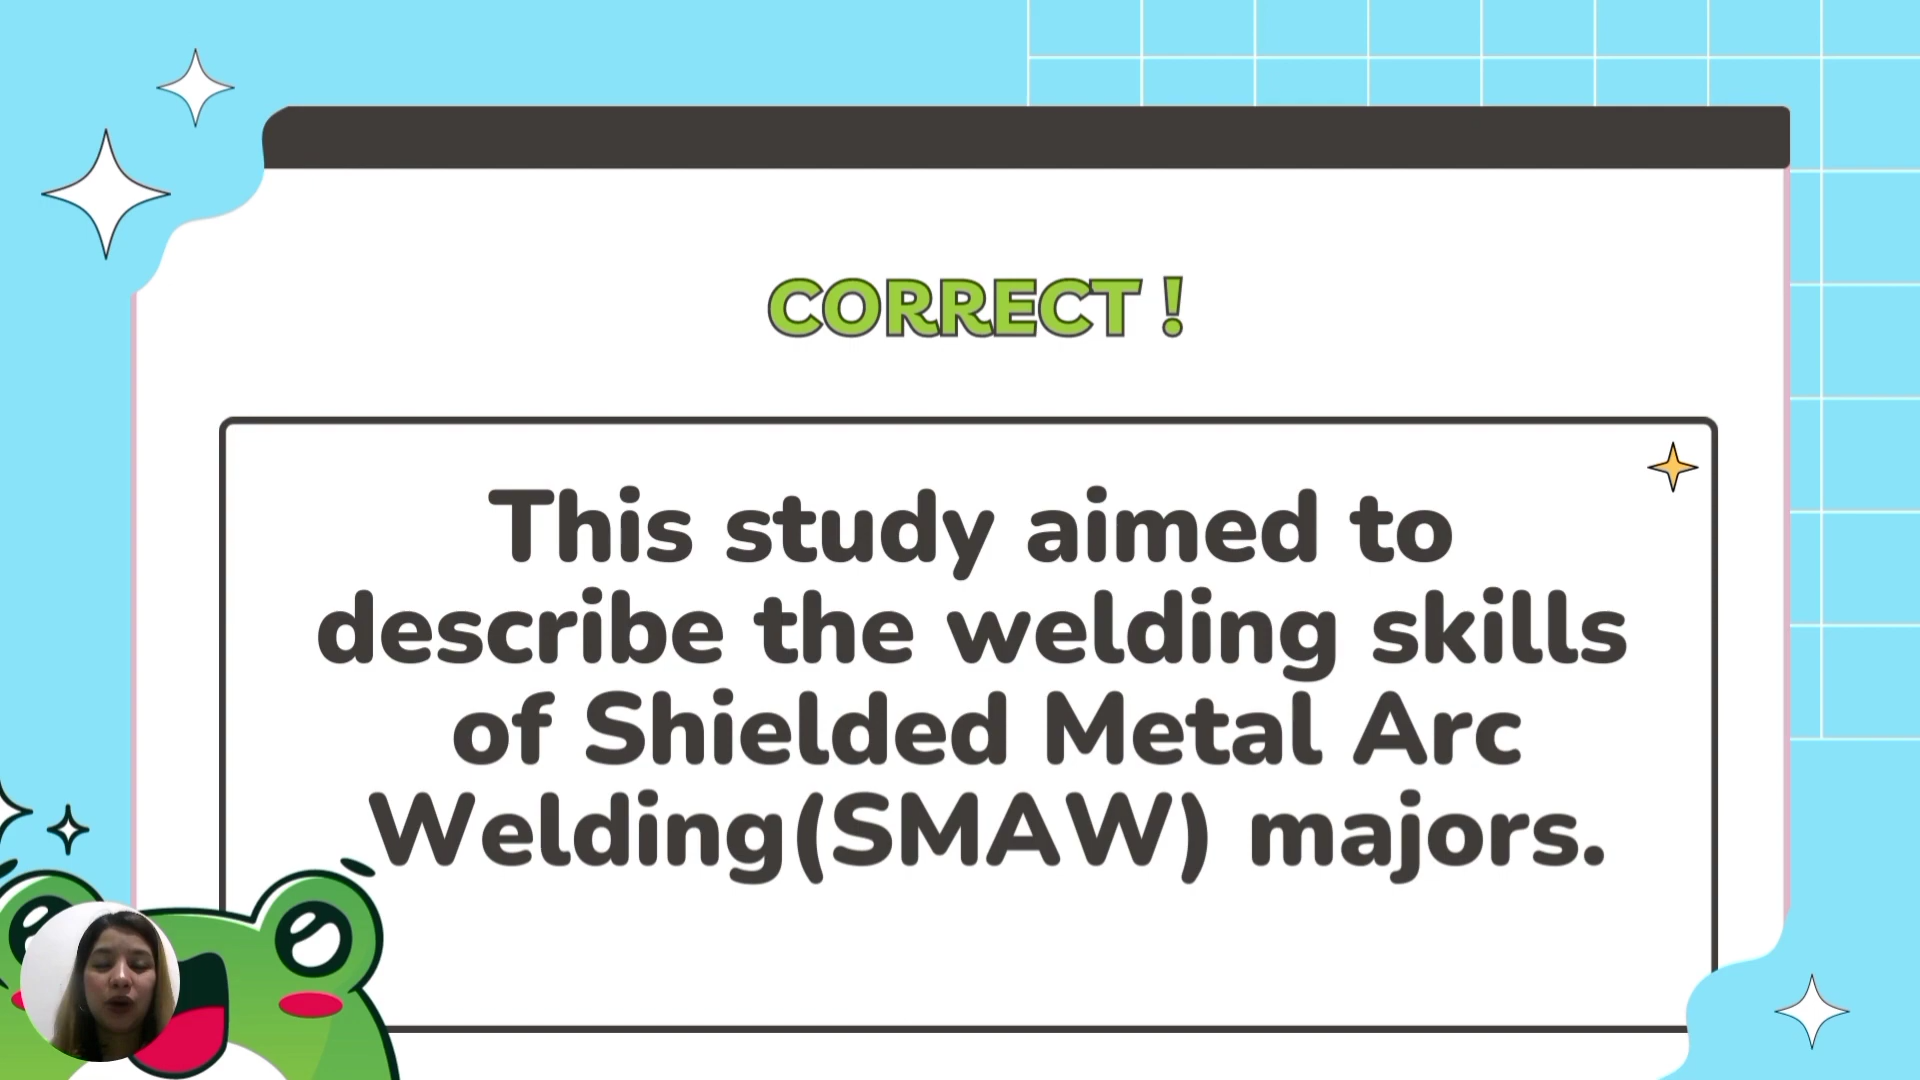 CORRECT !
This study aimed to
describe the welding skills
of Shielded Metal Arc
Welding(SMAW) majors.